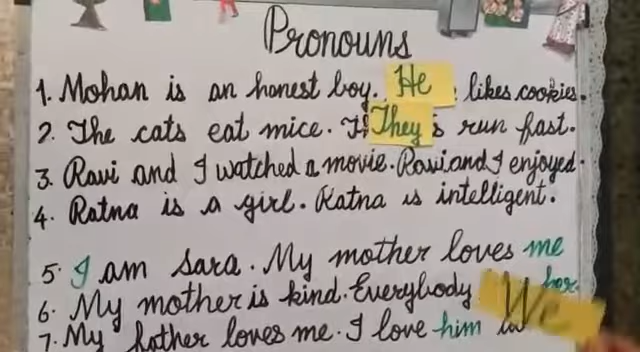 Pronouns
1. Mohan is an honest boy. He likes cookies.
2. The cats eat mice. They run fast.
3. Ravi and I watched a movie. Ravi and I enjoyed.
4. Ratna is a girl. Ratna is intelligent.
5. I am Sara. My mother loves me
6. My mother is kind. Everybody We her.
7. My father loves me. I love him